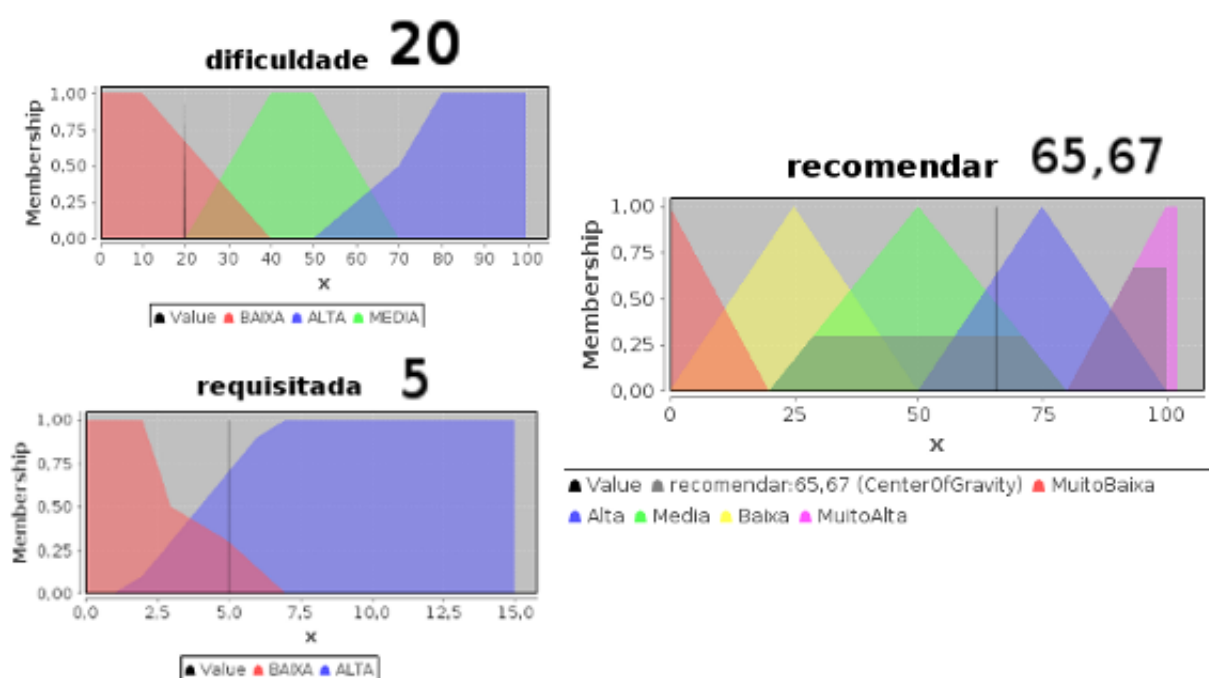 dificuldade 20
1,00
0,75
0,50
0,25
0,00
Membership
0 10 20 30 40 50 60 70 80 90 100
x
Value BAIXA ALTA MEDIA
requisitada 5
1,00
0,75
0,50
0,25
0,00
Membership
0,0 2,5 5,0 7,5 10,0 12,5 15,0
x
Value BAIXA ALTA
recomendar 65,67
1,00
0,75
0,50
0,25
0,00
Membership
0 25 50 75 100
x
Value recomendar:65,67 (CenterOfGravity) MuitoBaixa
Alta Media Baixa MuitoAlta